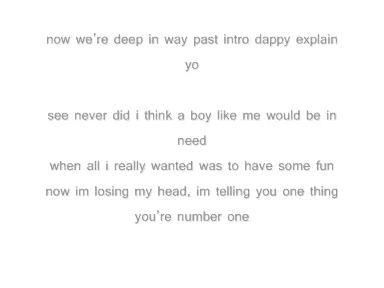 now we're deep in way past intro dappy explain
yo
see never did i think a boy like me would be in
need
when all i really wanted was to have some fun
now im losing my head, im telling you one thing
you're number one